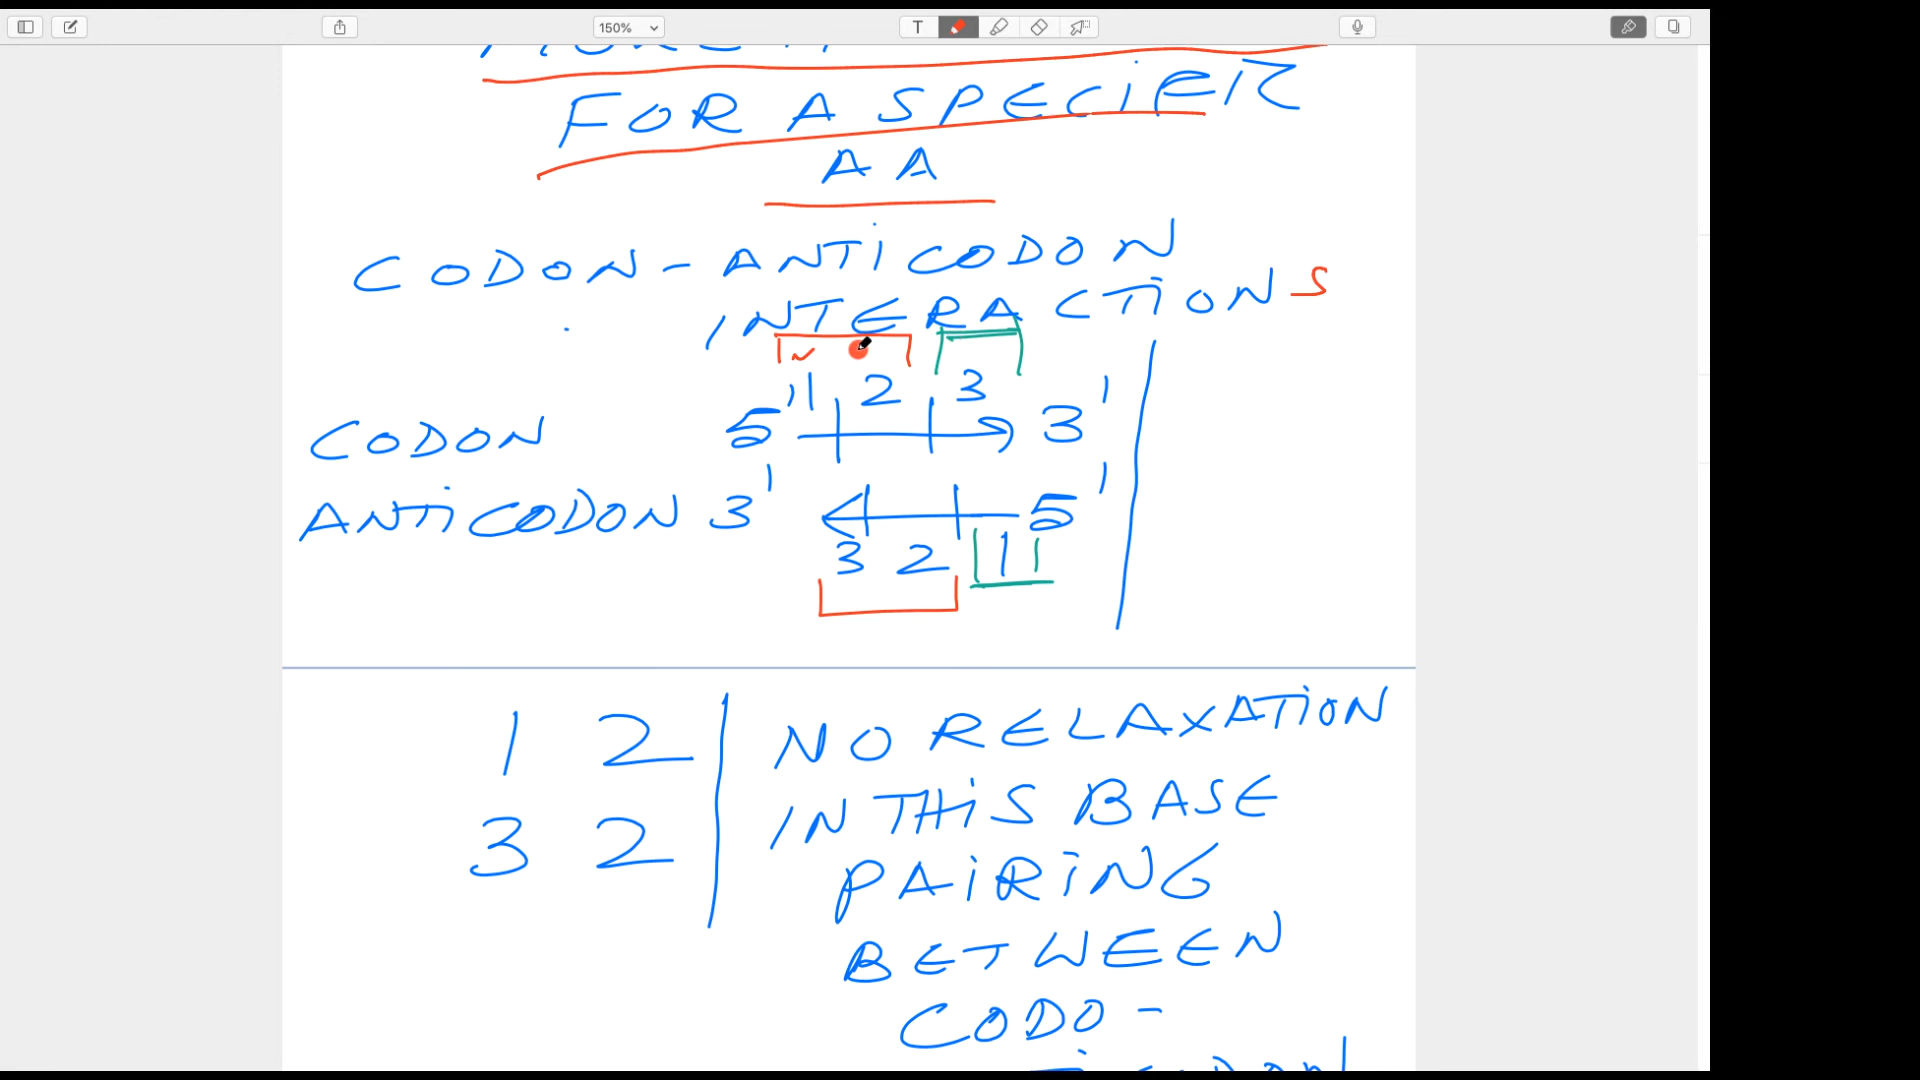 150%
T
FOR A SPECIFIC
AA
CODON-ANTICODON
INTERACTIONS
1 2 3
CODON 5' 3'
ANTICODON 3' 5'
3 2 1
1 2 NO RELAXATION
3 2 IN THIS BASE
PAIRING
BETWEEN
CODO-